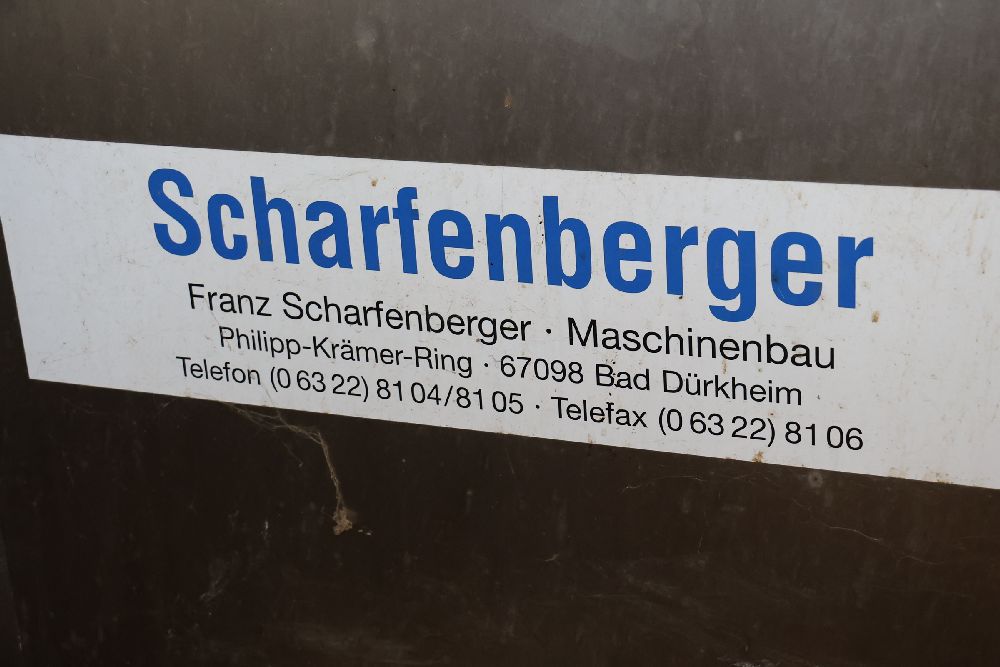 Scharfenberger
Franz Scharfenberger · Maschinenbau
Philipp-Krämer-Ring · 67098 Bad Dürkheim
Telefon (0 63 22) 81 04/81 05 · Telefax (0 63 22) 81 06